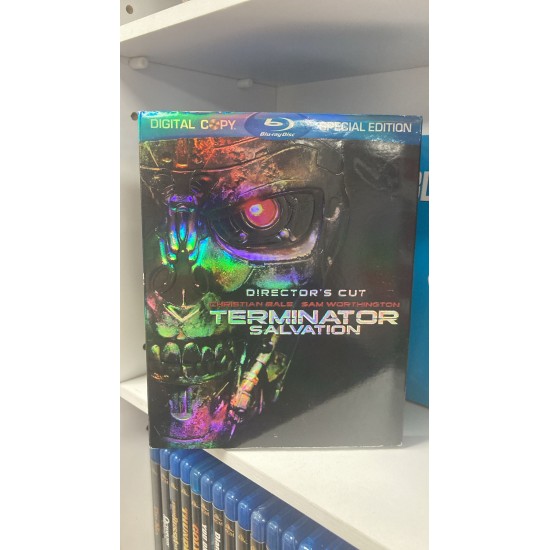 DIGITAL COPY
Blu-ray Disc
SPECIAL EDITION
DIRECTOR'S CUT
CHRISTIAN BALE SAM WORTHINGTON
TERMINATOR
SALVATION